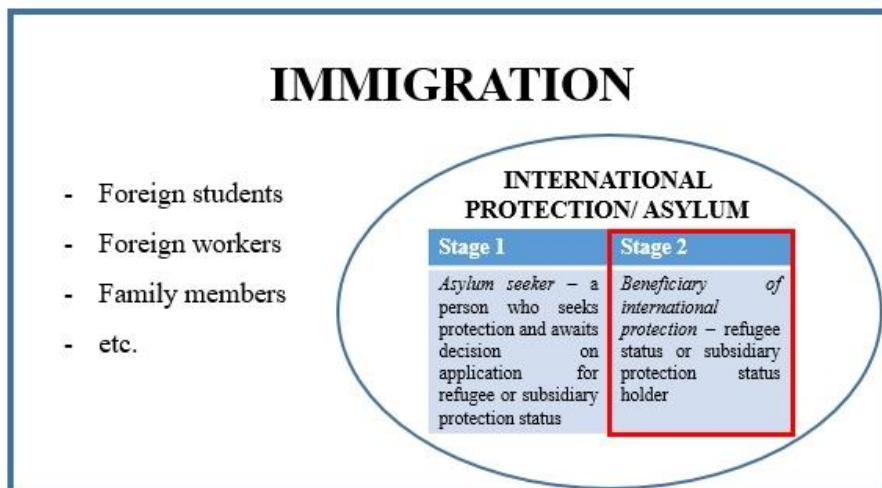 IMMIGRATION
- Foreign students
- Foreign workers
- Family members
- etc.
INTERNATIONAL
PROTECTION/ ASYLUM
Stage 1
Asylum seeker – a
person who seeks
protection and awaits
decision on
application for
refugee or subsidiary
protection status
Stage 2
Beneficiary of
international
protection – refugee
status or subsidiary
protection status
holder